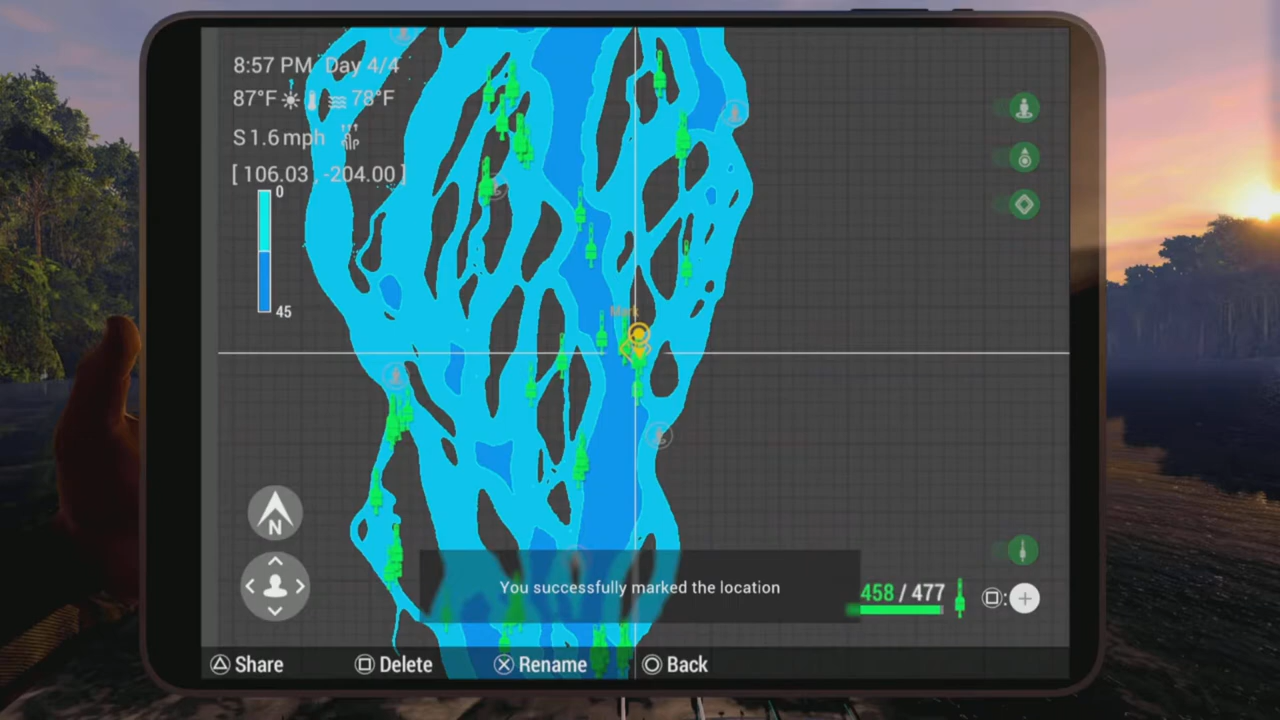 8:57 PM Day 4/4
87°F 78°F
S 1.6 mph
[ 106.03 , -204.00 ]
0
45
Mark
N
You successfully marked the location
458 / 477
:
Share Delete Rename Back